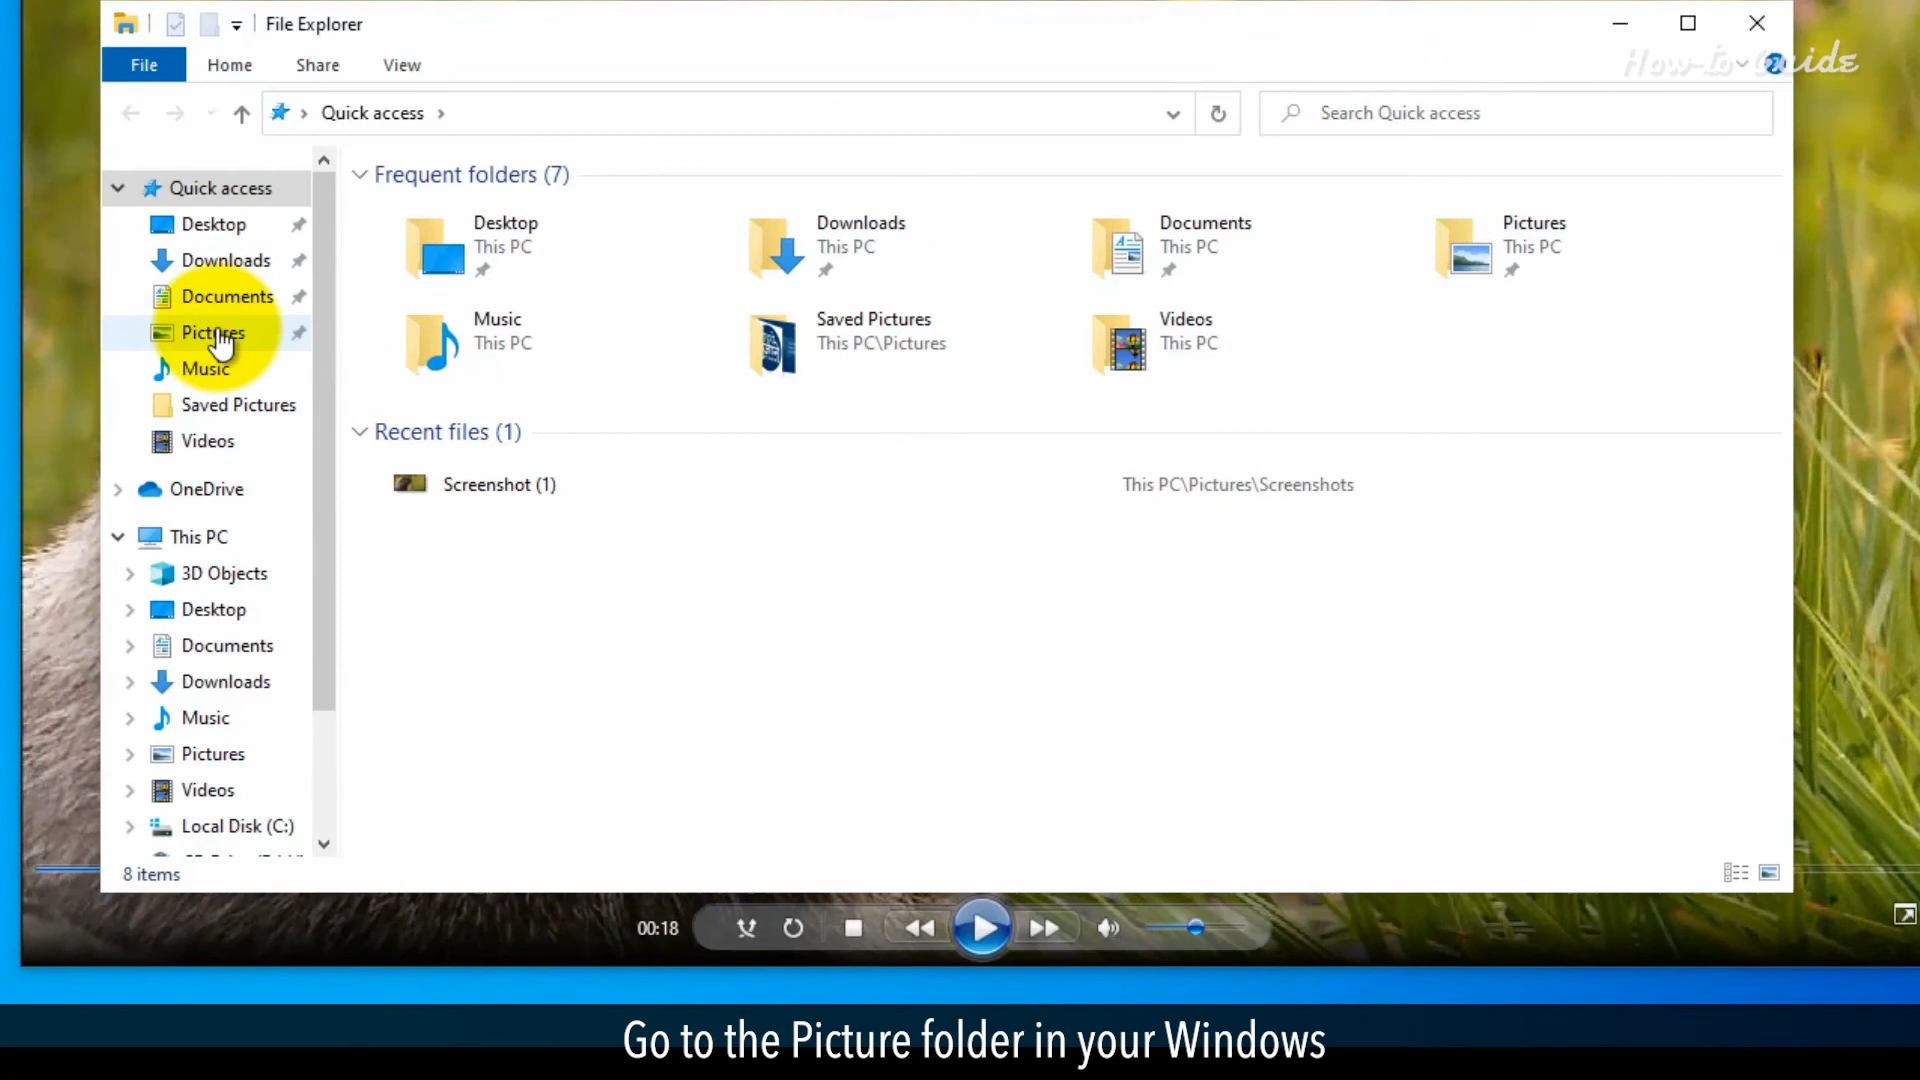 File Explorer
How-to-Guide
File Home Share View
Quick access
Search Quick access
Quick access
Desktop
Downloads
Documents
Pictures
Music
Saved Pictures
Videos
OneDrive
This PC
3D Objects
Desktop
Documents
Downloads
Music
Pictures
Videos
Local Disk (C:)
8 items
Frequent folders (7)
Desktop
This PC
Downloads
This PC
Documents
This PC
Pictures
This PC
Music
This PC
Saved Pictures
This PC\Pictures
Videos
This PC
Recent files (1)
Screenshot (1) This PC\Pictures\Screenshots
00:18
Go to the Picture folder in your Windows